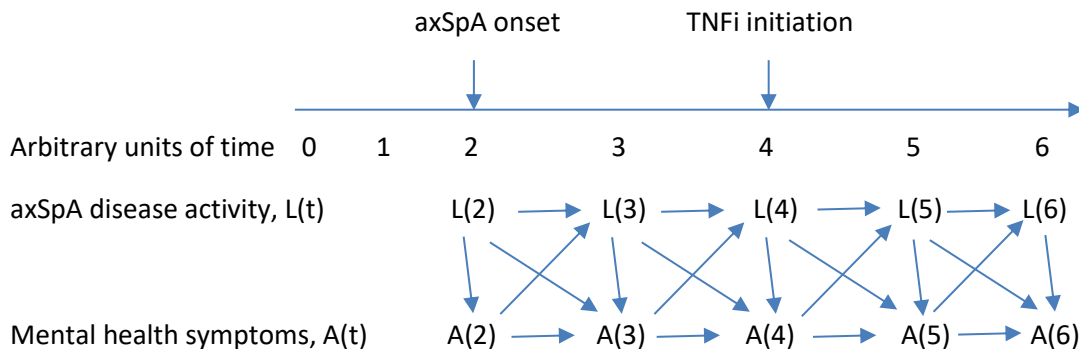 axSpA onset TNFi initiation
Arbitrary units of time 0 1 2 3 4 5 6
axSpA disease activity, L(t) L(2) L(3) L(4) L(5) L(6)
Mental health symptoms, A(t) A(2) A(3) A(4) A(5) A(6)